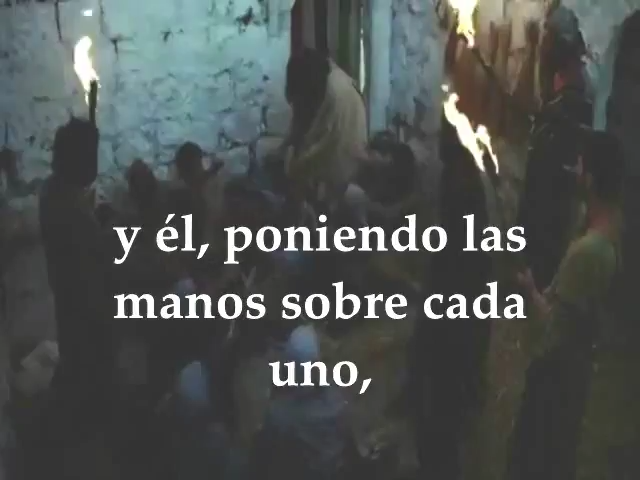 y él, poniendo las
manos sobre cada
uno,